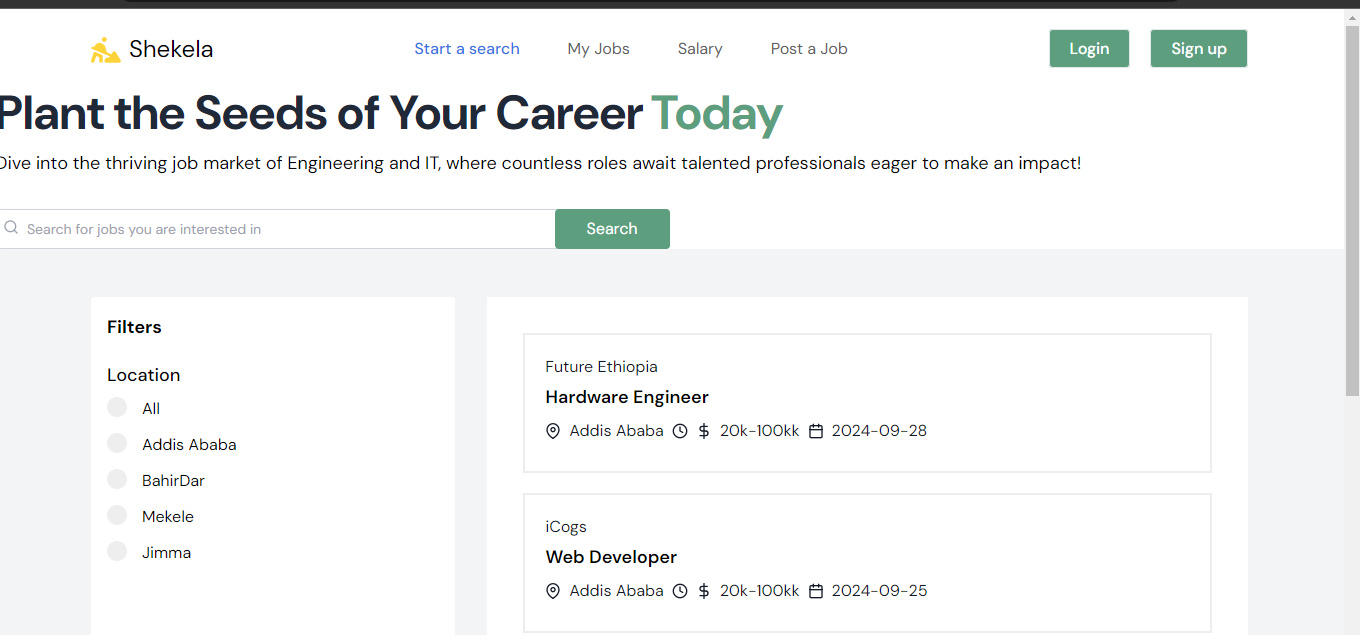 Shekela
Start a search My Jobs Salary Post a Job Login Sign up
Plant the Seeds of Your Career Today
Dive into the thriving job market of Engineering and IT, where countless roles await talented professionals eager to make an impact!
Search for jobs you are interested in Search
Filters
Location
All
Addis Ababa
BahirDar
Mekele
Jimma
Future Ethiopia
Hardware Engineer
Addis Ababa $ 20k-100kk 2024-09-28
iCogs
Web Developer
Addis Ababa $ 20k-100kk 2024-09-25